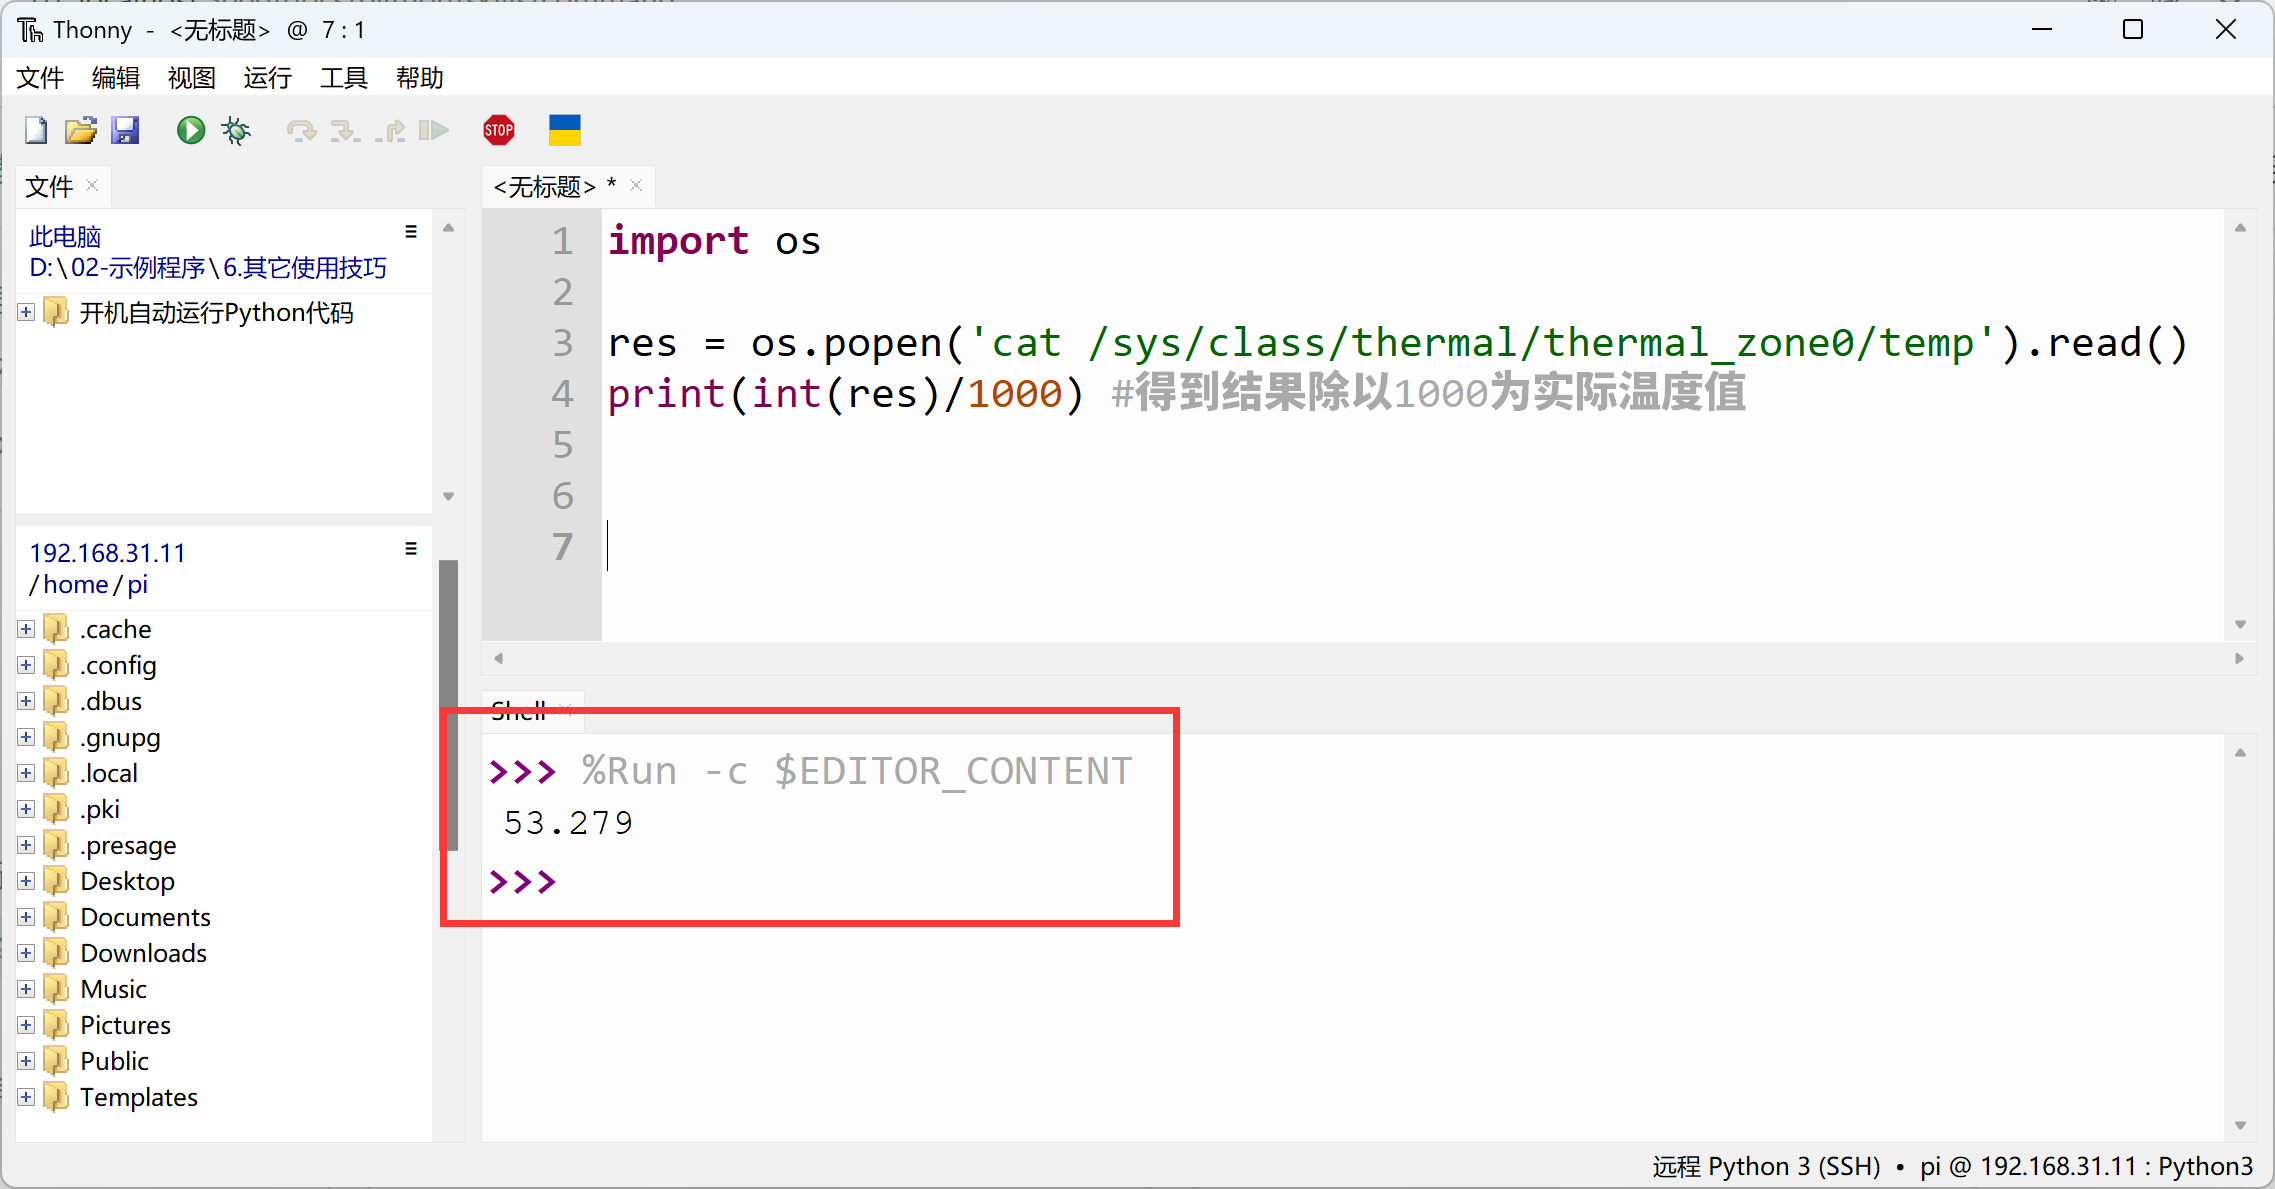 Thonny - <无标题> @ 7 : 1
文件 编辑 视图 运行 工具 帮助
STOP
文件
此电脑
D:\02-示例程序\6.其它使用技巧
开机自动运行Python代码
192.168.31.11
/home/pi
.cache
.config
.dbus
.gnupg
.local
.pki
.presage
Desktop
Documents
Downloads
Music
Pictures
Public
Templates
<无标题> *
1 import os
2
3 res = os.popen('cat /sys/class/thermal/thermal_zone0/temp').read()
4 print(int(res)/1000) #得到结果除以1000为实际温度值
5
6
7
Shell
>>> %Run -c $EDITOR_CONTENT
53.279
>>>
远程 Python 3 (SSH) • pi @ 192.168.31.11 : Python3